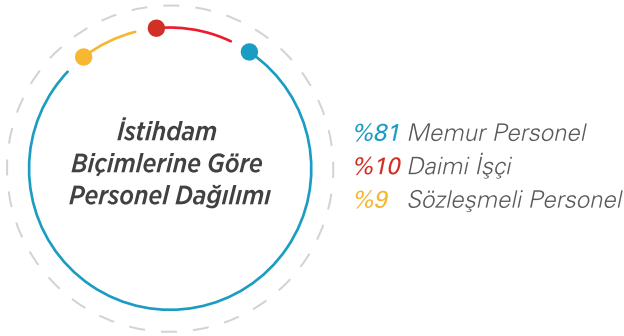 İstihdam
Biçimlerine Göre
Personel Dağılımı
%81 Memur Personel
%10 Daimi İşçi
%9 Sözleşmeli Personel